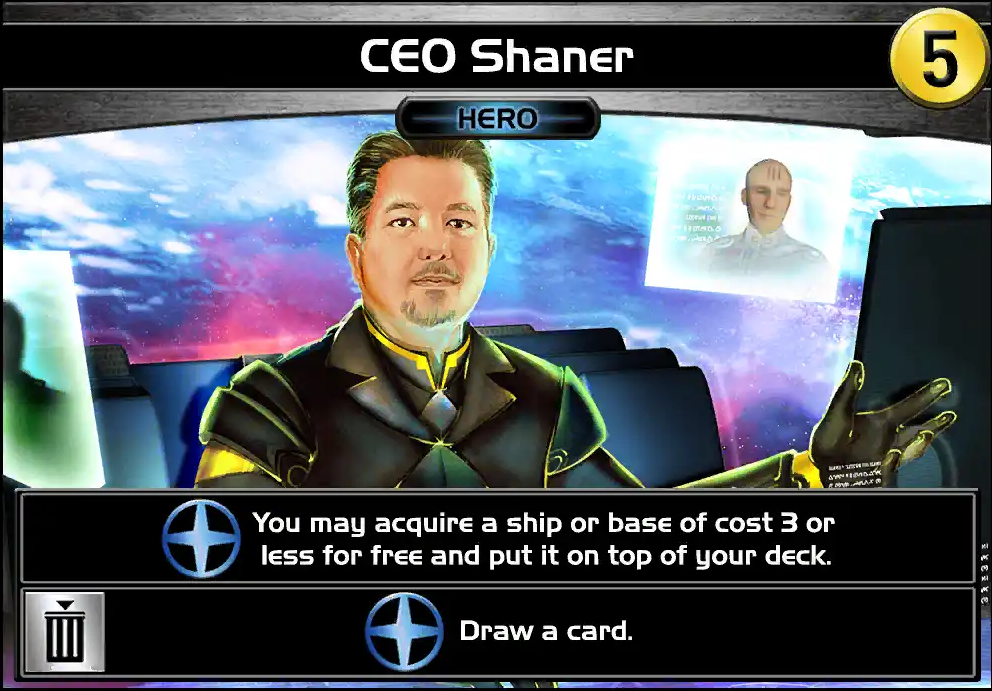 CEO Shaner
5
HERO
You may acquire a ship or base of cost 3 or
less for free and put it on top of your deck.
Draw a card.